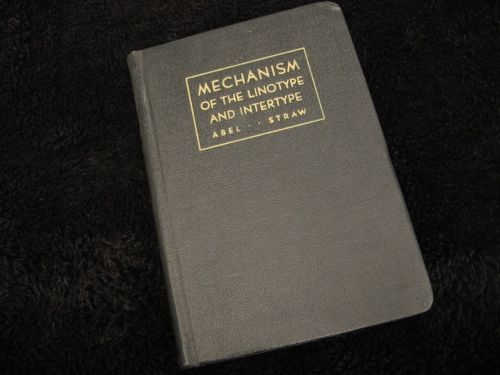 MECHANISM
OF THE LINOTYPE
AND INTERTYPE
ABEL · · STRAW